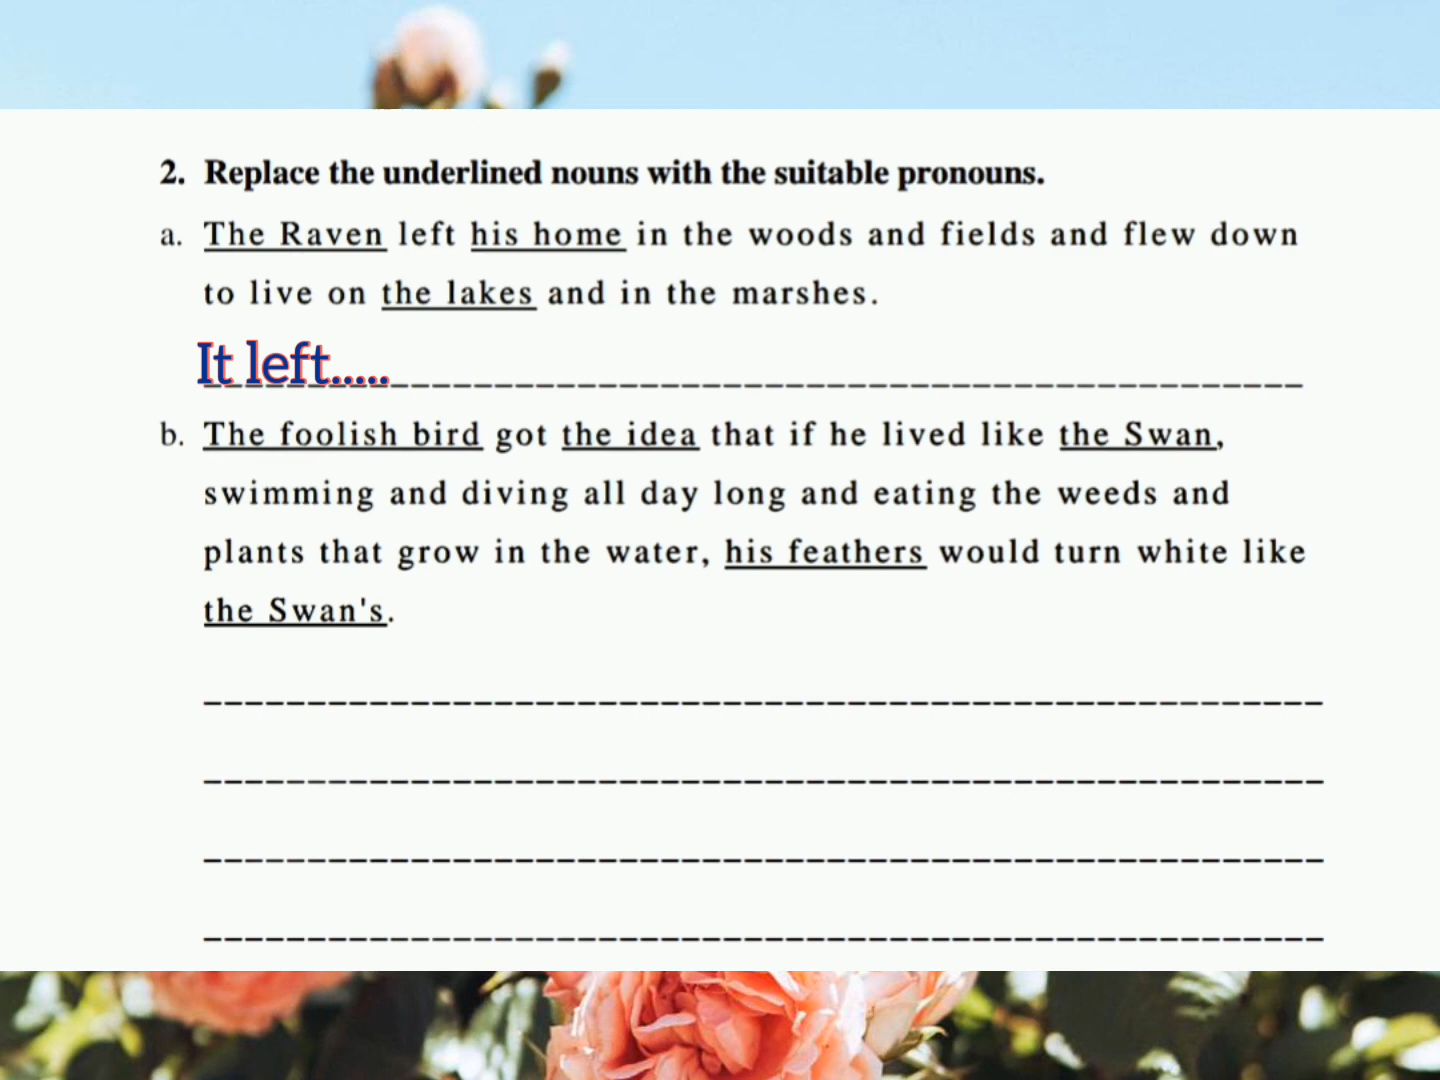 2. Replace the underlined nouns with the suitable pronouns.
a. The Raven left his home in the woods and fields and flew down
to live on the lakes and in the marshes.
It left.....
b. The foolish bird got the idea that if he lived like the Swan,
swimming and diving all day long and eating the weeds and
plants that grow in the water, his feathers would turn white like
the Swan's.